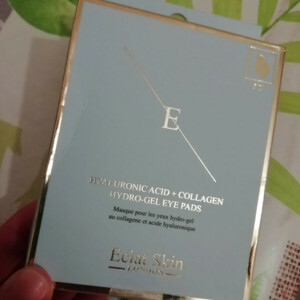 E
HYALURONIC ACID + COLLAGEN
HYDRO-GEL EYE PADS
Masque pour les yeux hydro-gel
au collagene et acide hyaluronique
Eclat Skin
LONDON